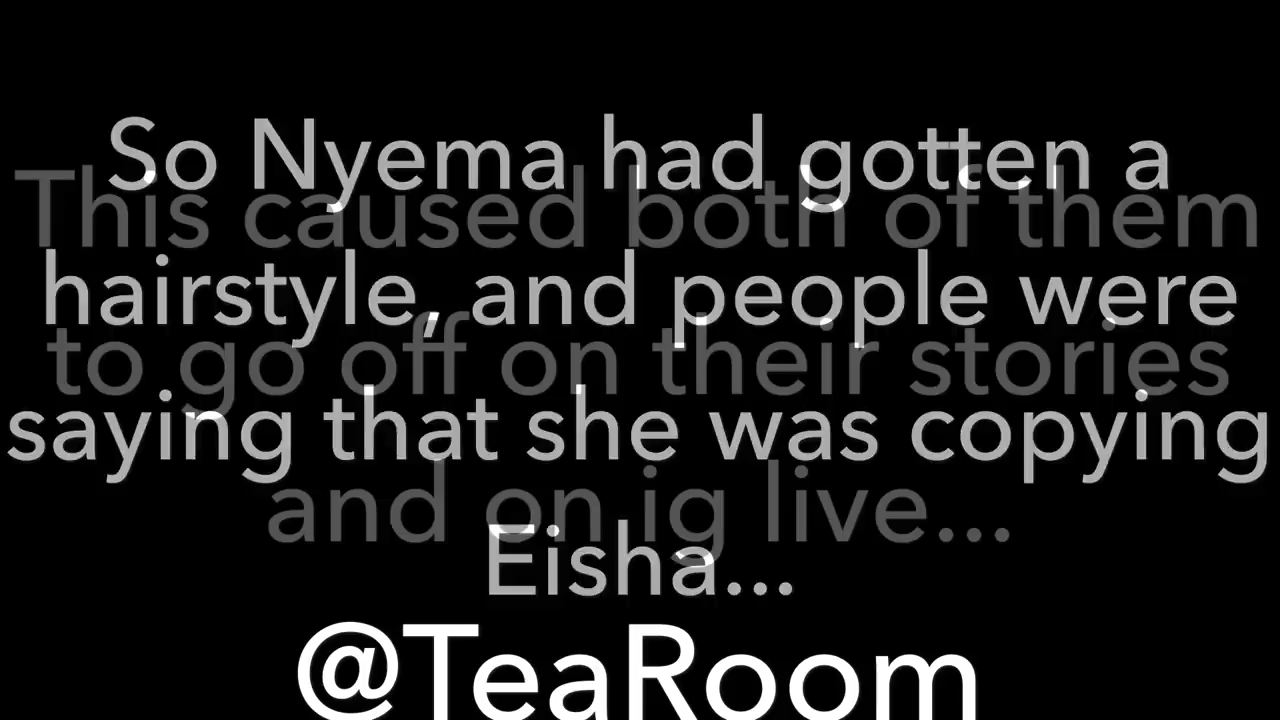 So Nyema had gotten a
hairstyle, and people were
saying that she was copying
Eisha...
This caused both of them
to go off on their stories
and on ig live...
@TeaRoom